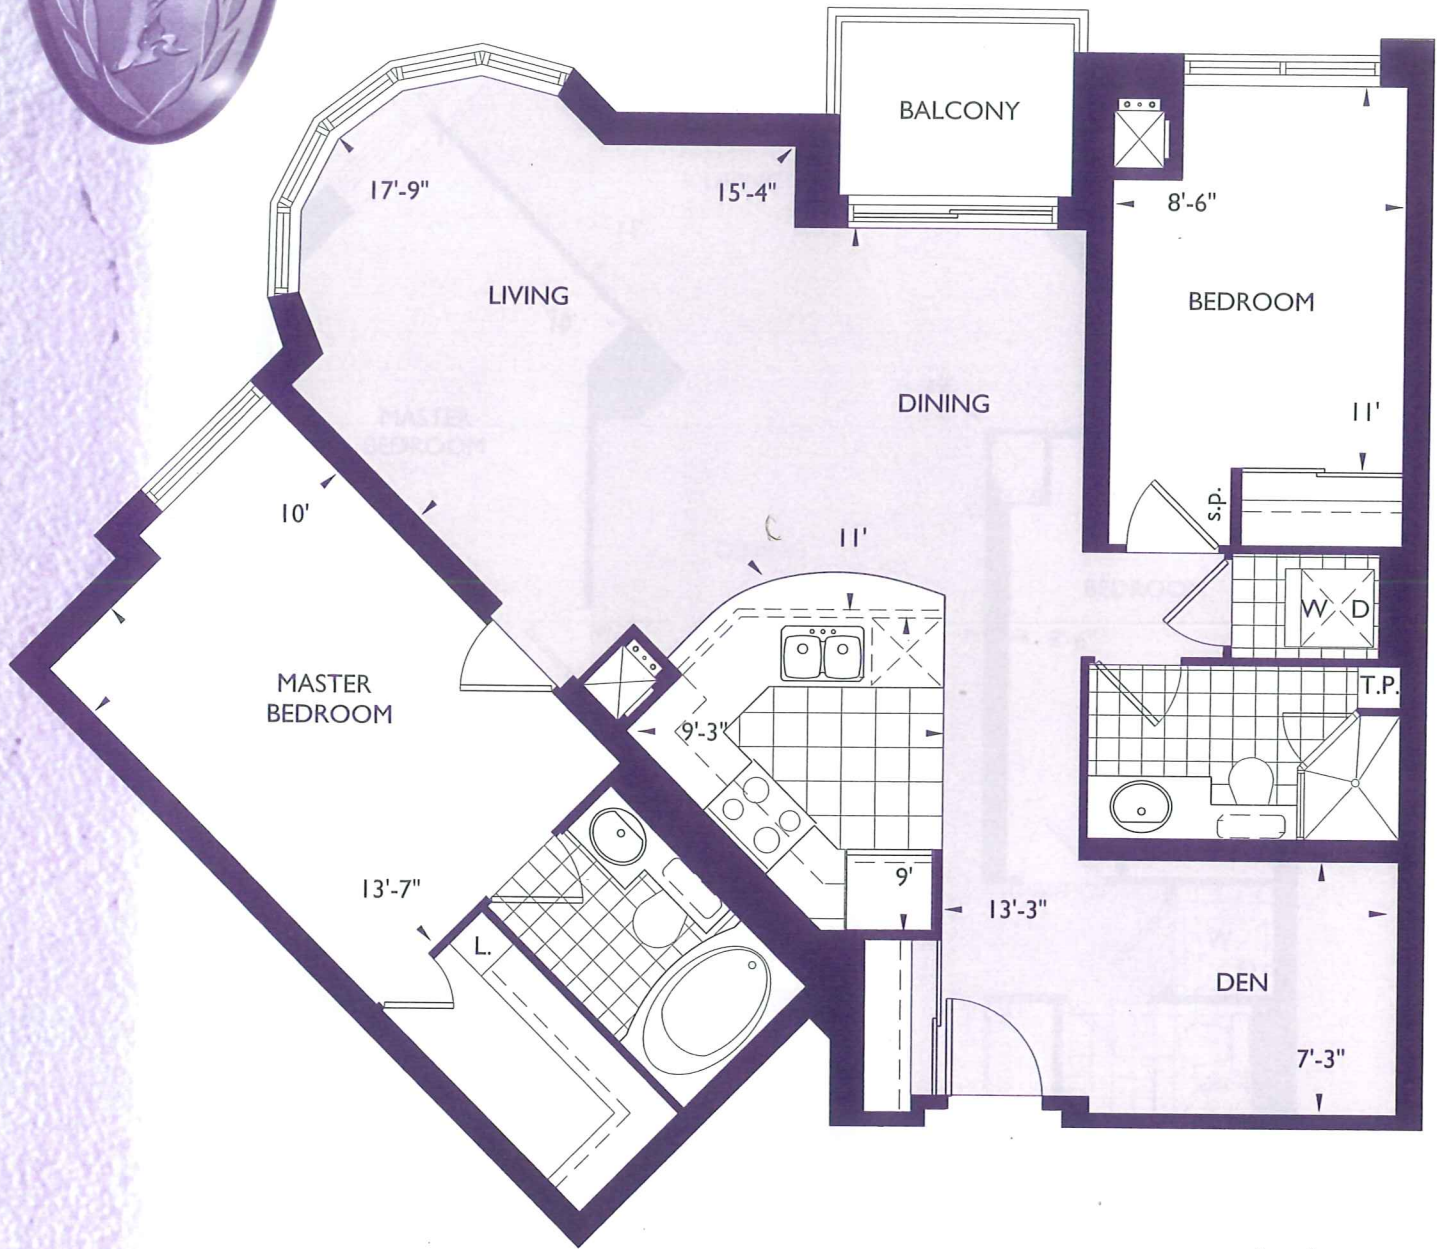 BALCONY
17'-9"
15'-4"
8'-6"
LIVING
BEDROOM
DINING
11'
s.p.
10'
11'
W D
MASTER
BEDROOM
T.P.
9'-3"
13'-7"
9'
13'-3"
L.
DEN
7'-3"